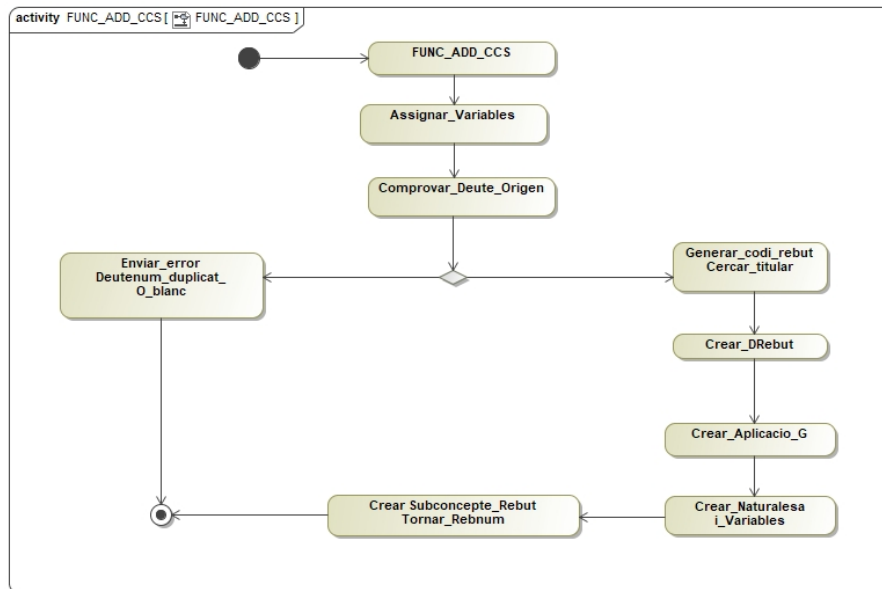 activity FUNC_ADD_CCS [ FUNC_ADD_CCS ]
FUNC_ADD_CCS
Assignar_Variables
Comprovar_Deute_Origen
Enviar_error
Deutenum_duplicat_
O_blanc
Generar_codi_rebut
Cercar_titular
Crear_DRebut
Crear_Aplicacio_G
Crear_Naturalesa
i_Variables
Crear Subconcepte_Rebut
Tornar_Rebnum